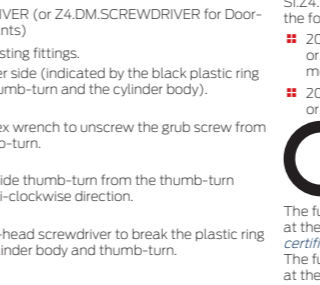 IVER (or Z4.DM.SCREWDRIVER for Door-
nts)
sting fittings.
er side (indicated by the black plastic ring
umb-turn and the cylinder body).
ex wrench to unscrew the grub screw from
b-turn.
ide thumb-turn from the thumb-turn
i-clockwise direction.
-head screwdriver to break the plastic ring
linder body and thumb-turn.
SI.Z4.
the fo
20
or
m
20
or
The fu
at the
certifi
The fu
at the